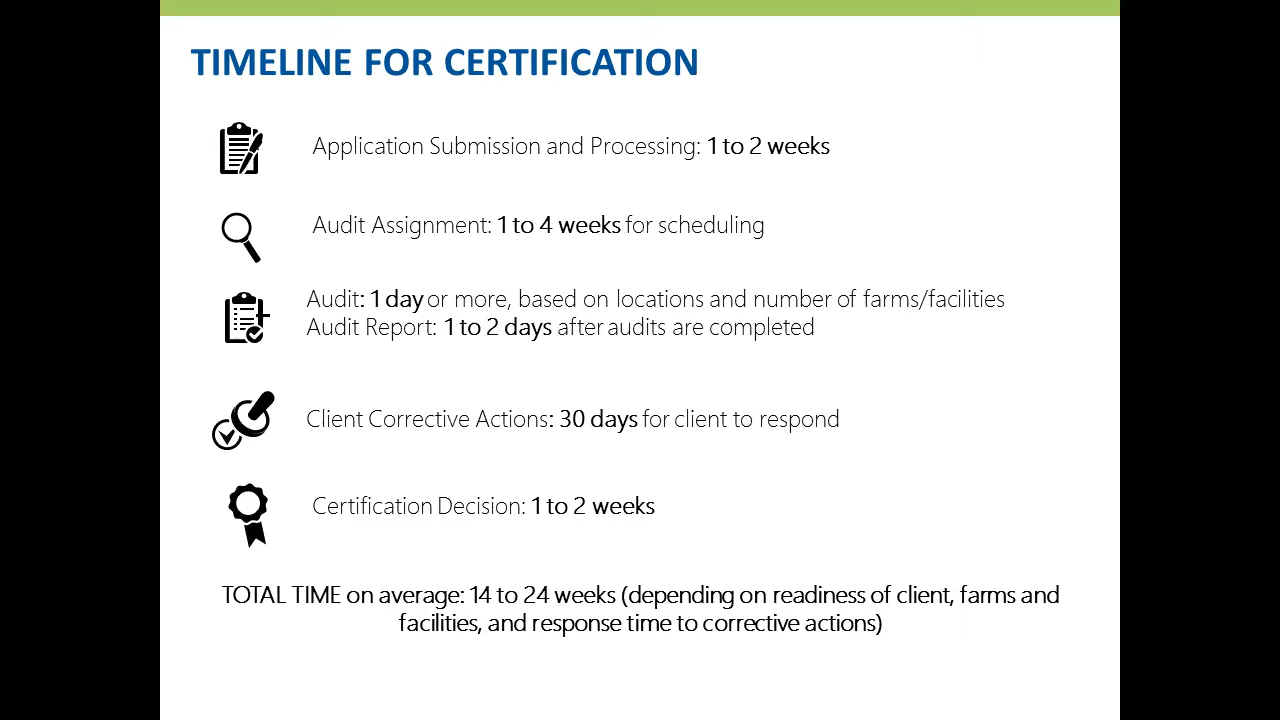 TIMELINE FOR CERTIFICATION
Application Submission and Processing: 1 to 2 weeks
Audit Assignment: 1 to 4 weeks for scheduling
Audit: 1 day or more, based on locations and number of farms/facilities
Audit Report: 1 to 2 days after audits are completed
Client Corrective Actions: 30 days for client to respond
Certification Decision: 1 to 2 weeks
TOTAL TIME on average: 14 to 24 weeks (depending on readiness of client, farms and
facilities, and response time to corrective actions)